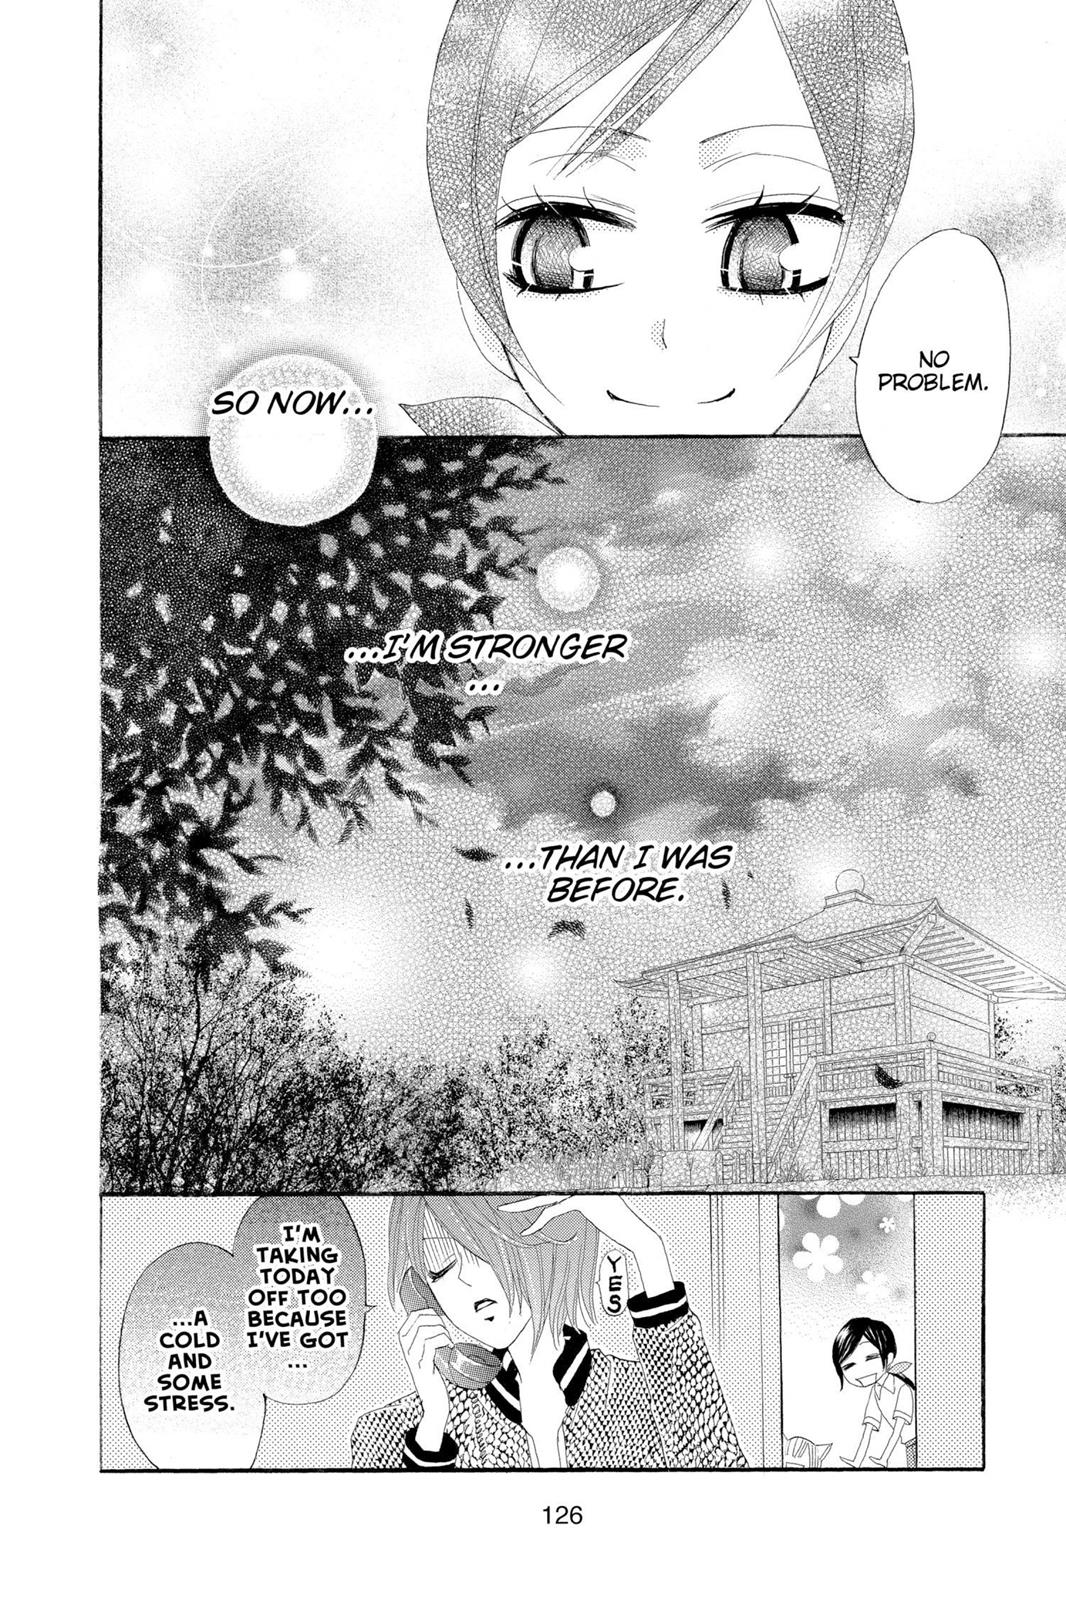 NO
PROBLEM.
SO NOW...
...I'M STRONGER
...
...THAN I WAS
BEFORE.
YES
I'M
TAKING
TODAY
OFF TOO
BECAUSE
I'VE GOT
...
...A
COLD
AND
SOME
STRESS.
126